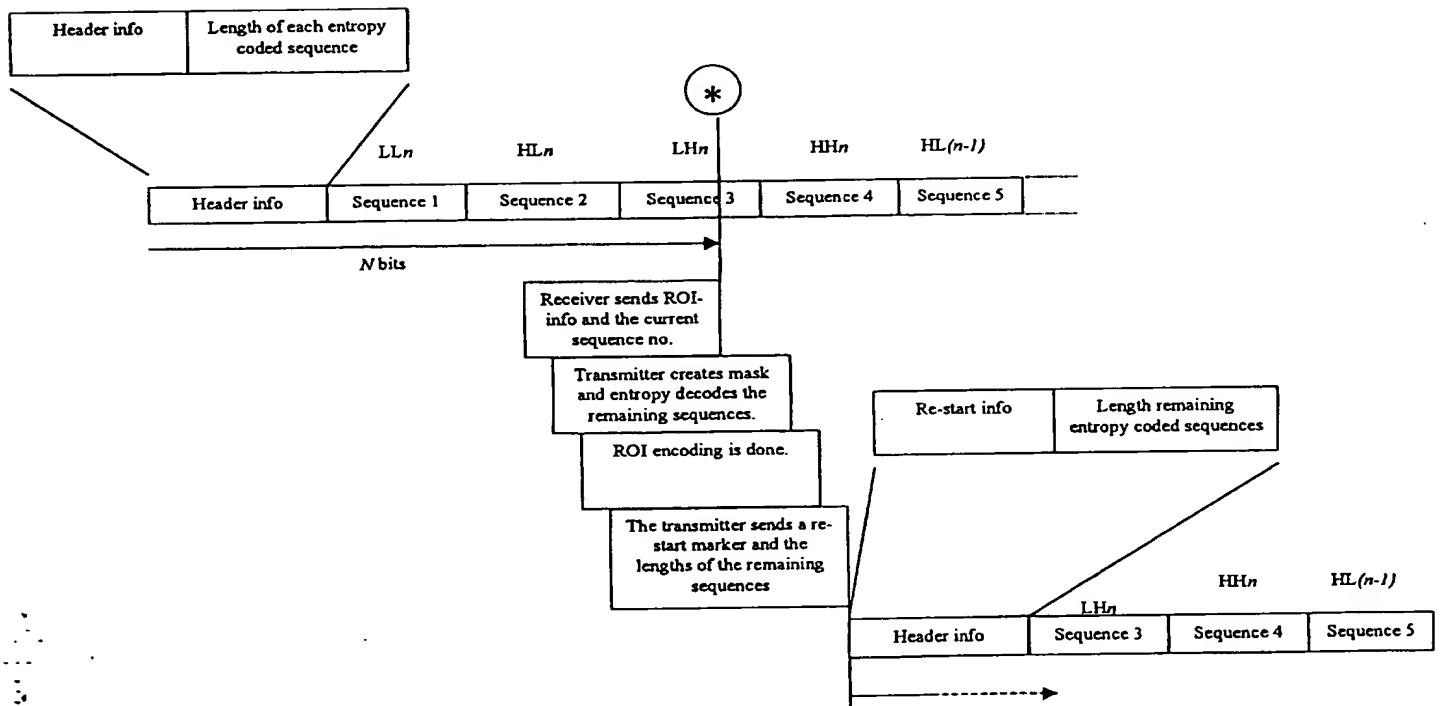 Header info
Length of each entropy
coded sequence
*
LLn
HLn
LHn
HHn
HL(n-1)
Header info
Sequence 1
Sequence 2
Sequence 3
Sequence 4
Sequence 5
N bits
Receiver sends ROI-
info and the current
sequence no.
Transmitter creates mask
and entropy decodes the
remaining sequences.
ROI encoding is done.
The transmitter sends a re-
start marker and the
lengths of the remaining
sequences
Re-start info
Length remaining
entropy coded sequences
LHn
HHn
HL(n-1)
Header info
Sequence 3
Sequence 4
Sequence 5